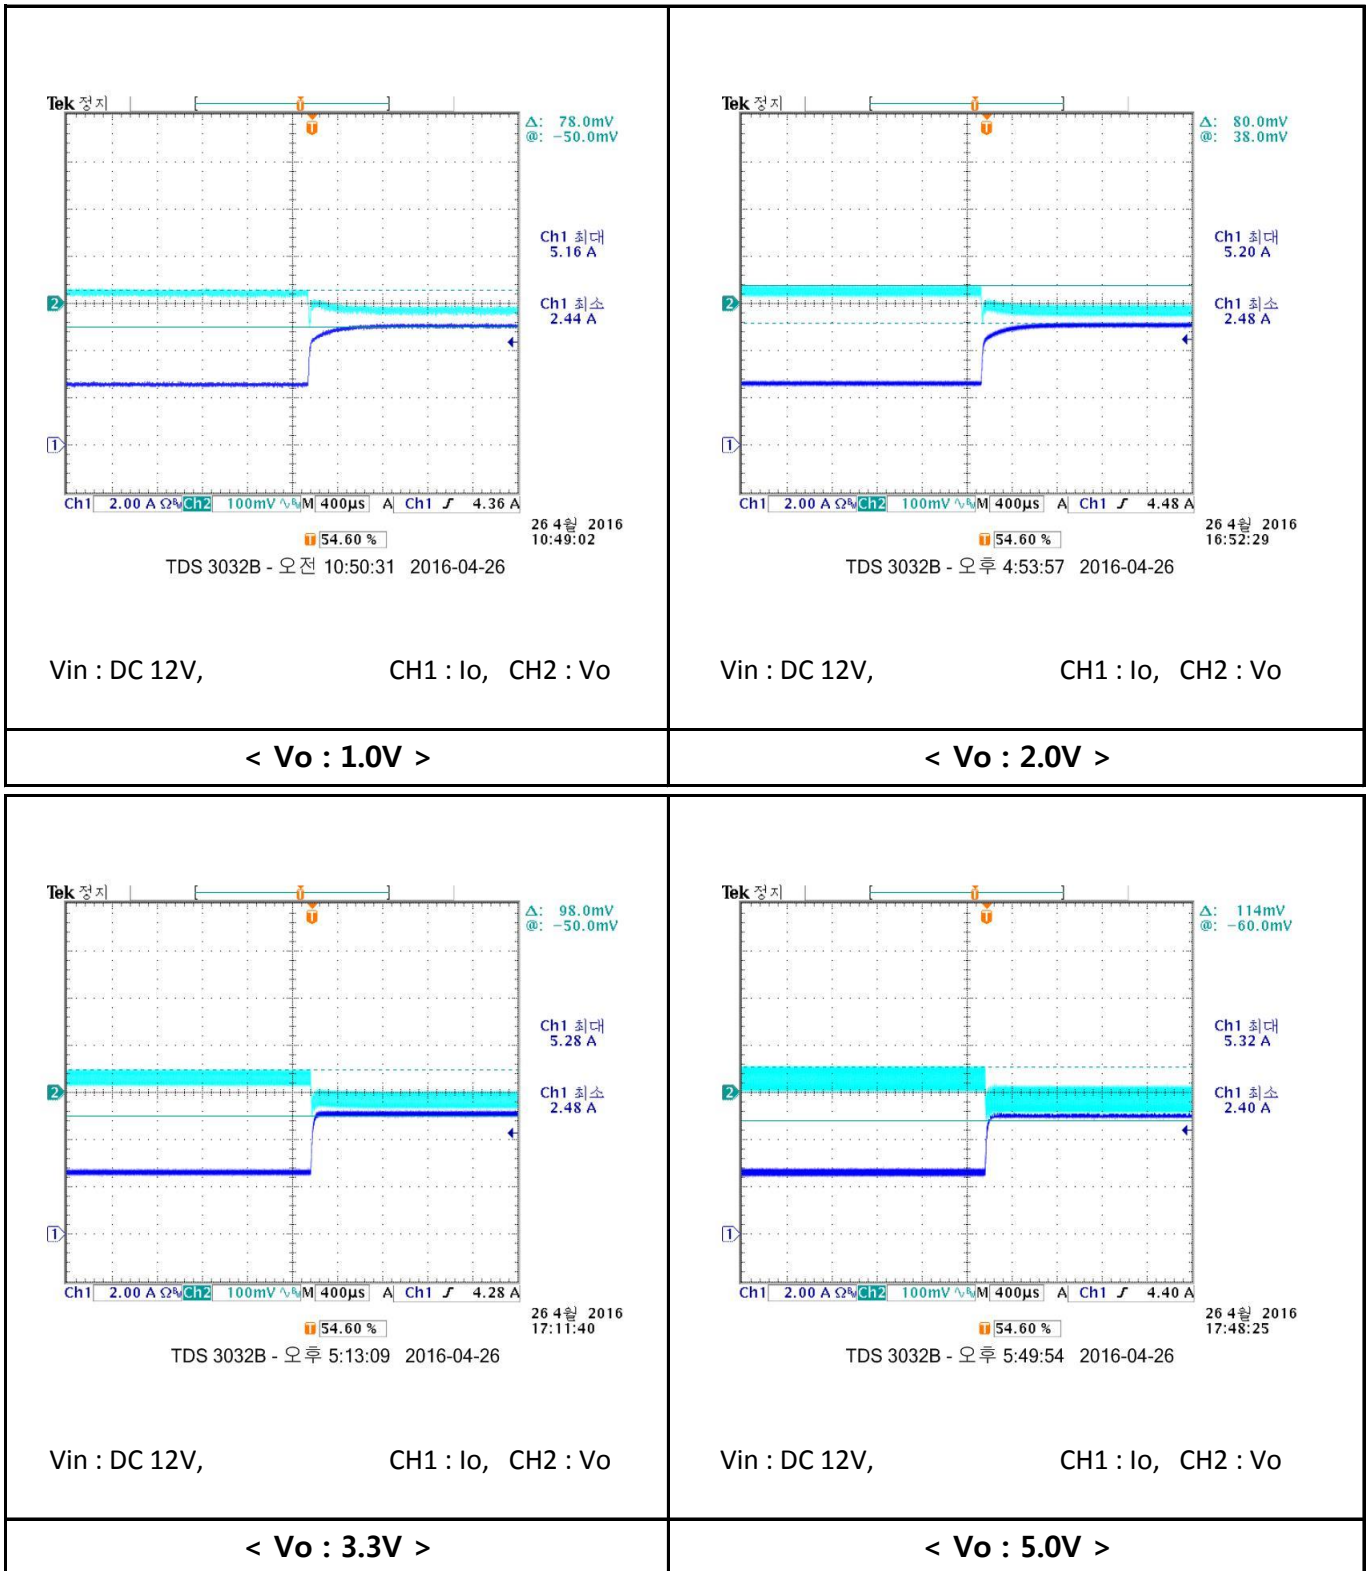 Tek 정지
Δ: 78.0mV
@: −50.0mV
Ch1 최대
5.16 A
Ch1 최소
2.44 A
Ch1 2.00 A Ω Ch2 100mV M 400µs A Ch1 4.36 A
54.60 %
26 4월 2016
10:49:02
TDS 3032B - 오전 10:50:31 2016-04-26
Vin : DC 12V, CH1 : Io, CH2 : Vo
< Vo : 1.0V >
Tek 정지
Δ: 80.0mV
@: 38.0mV
Ch1 최대
5.20 A
Ch1 최소
2.48 A
Ch1 2.00 A Ω Ch2 100mV M 400µs A Ch1 4.48 A
54.60 %
26 4월 2016
16:52:29
TDS 3032B - 오후 4:53:57 2016-04-26
Vin : DC 12V, CH1 : Io, CH2 : Vo
< Vo : 2.0V >
Tek 정지
Δ: 98.0mV
@: −50.0mV
Ch1 최대
5.28 A
Ch1 최소
2.48 A
Ch1 2.00 A Ω Ch2 100mV M 400µs A Ch1 4.28 A
54.60 %
26 4월 2016
17:11:40
TDS 3032B - 오후 5:13:09 2016-04-26
Vin : DC 12V, CH1 : Io, CH2 : Vo
< Vo : 3.3V >
Tek 정지
Δ: 114mV
@: −60.0mV
Ch1 최대
5.32 A
Ch1 최소
2.40 A
Ch1 2.00 A Ω Ch2 100mV M 400µs A Ch1 4.40 A
54.60 %
26 4월 2016
17:48:25
TDS 3032B - 오후 5:49:54 2016-04-26
Vin : DC 12V, CH1 : Io, CH2 : Vo
< Vo : 5.0V >